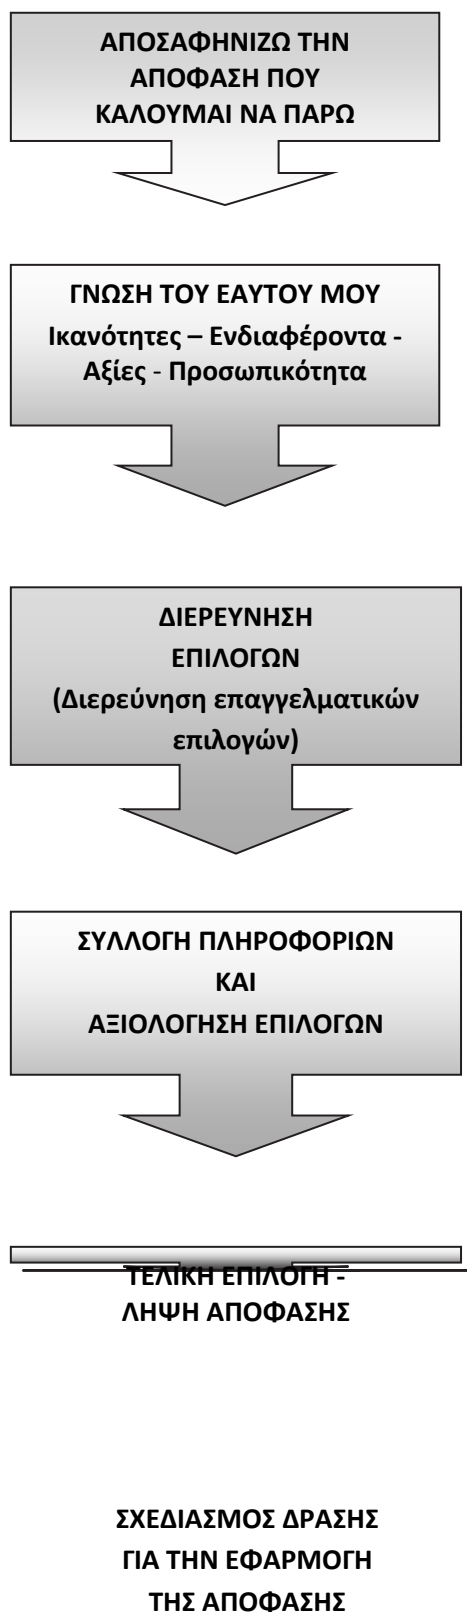 ΑΠΟΣΑΦΗΝΙΖΩ ΤΗΝ
ΑΠΟΦΑΣΗ ΠΟΥ
ΚΑΛΟΥΜΑΙ ΝΑ ΠΑΡΩ
ΓΝΩΣΗ ΤΟΥ ΕΑΥΤΟΥ ΜΟΥ
Ικανότητες – Ενδιαφέροντα -
Αξίες - Προσωπικότητα
ΔΙΕΡΕΥΝΗΣΗ
ΕΠΙΛΟΓΩΝ
(Διερεύνηση επαγγελματικών
επιλογών)
ΣΥΛΛΟΓΗ ΠΛΗΡΟΦΟΡΙΩΝ
ΚΑΙ
ΑΞΙΟΛΟΓΗΣΗ ΕΠΙΛΟΓΩΝ
ΤΕΛΙΚΗ ΕΠΙΛΟΓΗ -
ΛΗΨΗ ΑΠΟΦΑΣΗΣ
ΣΧΕΔΙΑΣΜΟΣ ΔΡΑΣΗΣ
ΓΙΑ ΤΗΝ ΕΦΑΡΜΟΓΗ
ΤΗΣ ΑΠΟΦΑΣΗΣ